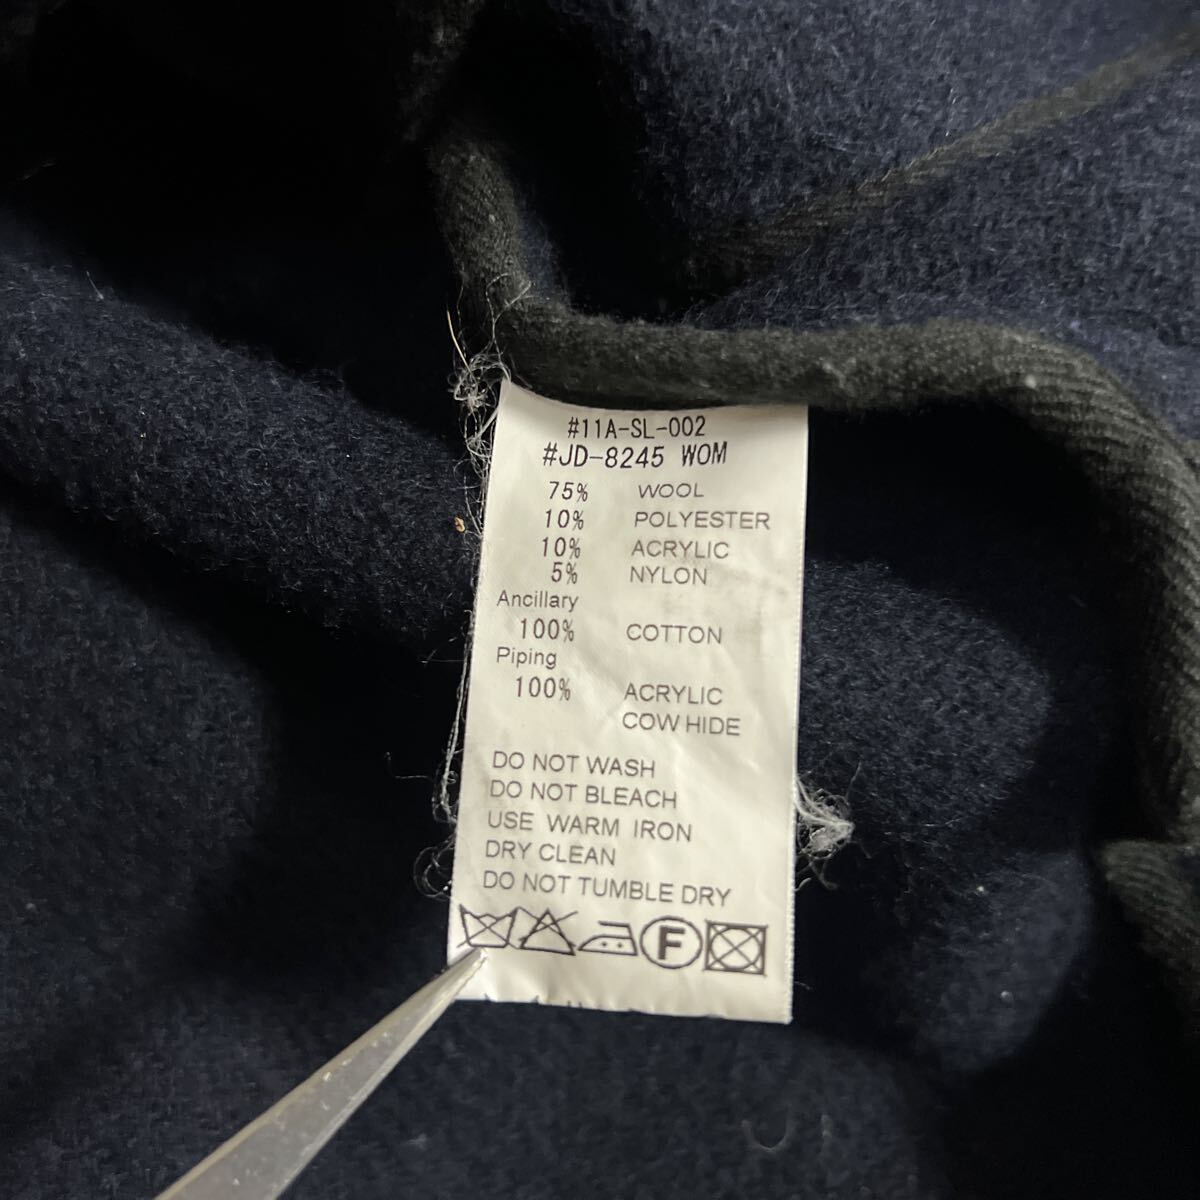 #11A-SL-002
#JD-8245 WOM
75% WOOL
10% POLYESTER
10% ACRYLIC
5% NYLON
Ancillary
100% COTTON
Piping
100% ACRYLIC
COW HIDE
DO NOT WASH
DO NOT BLEACH
USE WARM IRON
DRY CLEAN
DO NOT TUMBLE DRY
F